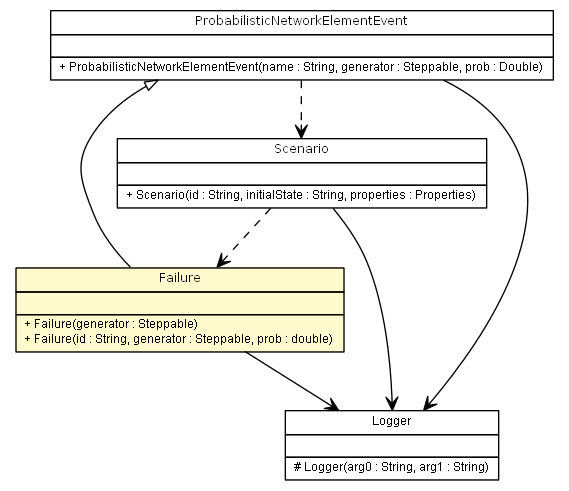 ProbabilisticNetworkElementEvent
+ ProbabilisticNetworkElementEvent(name : String, generator : Steppable, prob : Double)
Scenario
+ Scenario(id : String, initialState : String, properties : Properties)
Failure
+ Failure(generator : Steppable)
+ Failure(id : String, generator : Steppable, prob : double)
Logger
# Logger(arg0 : String, arg1 : String)